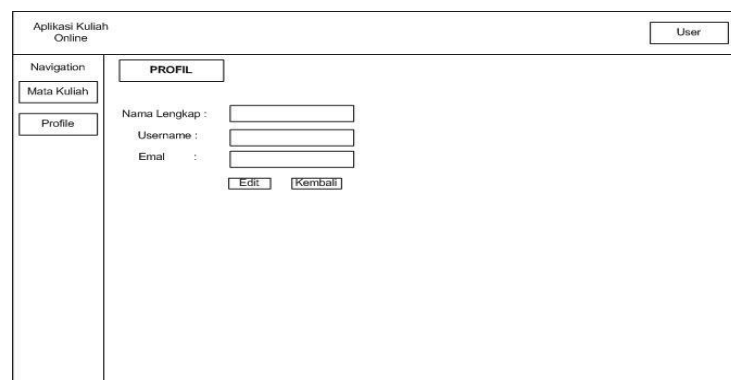 Aplikasi Kuliah
Online
User
Navigation
Mata Kuliah
Profile
PROFIL
Nama Lengkap :
Username :
Emal :
Edit Kembali